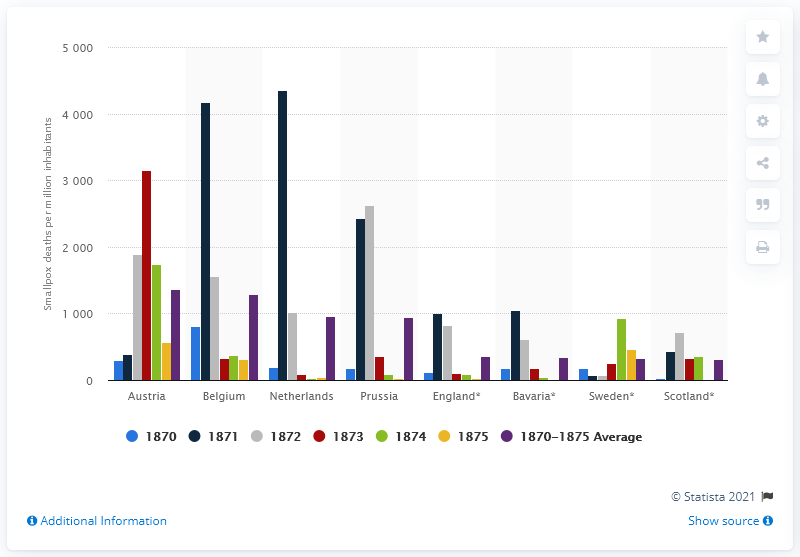 Smallpox deaths per million inhabitants
5 000
4 000
3 000
2 000
1 000
0
Austria Belgium Netherlands Prussia England* Bavaria* Sweden* Scotland*
1870 1871 1872 1873 1874 1875 1870-1875 Average
© Statista 2021
Additional Information Show source